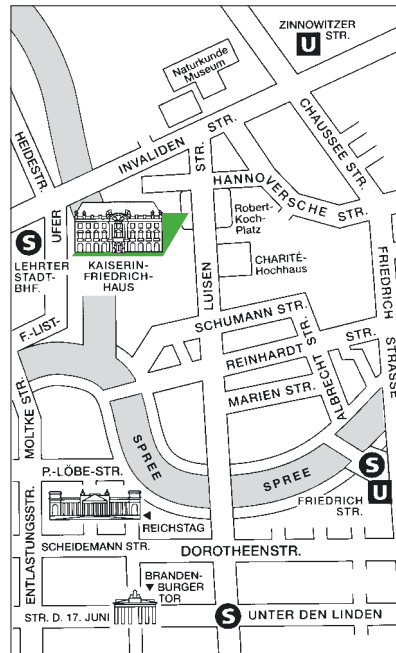 ZINNOWITZER
STR.
U
Naturkunde
Museum
HEIDESTR.
INVALIDEN STR.
CHAUSSEE STR.
STR.
HANNOVERSCHE STR.
Robert-
Koch-
Platz
UFER
S
LEHRTER
STADT-
BHF.
KAISERIN-
FRIEDRICH-
HAUS
LUISEN
CHARITÉ-
Hochhaus
FRIEDRICH
STRASSE
F.-LIST-
SCHUMANN STR.
REINHARDT STR.
ALBRECHT STR.
MARIEN STR.
MOLTKE STR.
SPREE
SPREE
S
U
FRIEDRICH
STR.
P.-LÖBE-STR.
REICHSTAG
ENTLASTUNGSSTR.
SCHEIDEMANN STR.
DOROTHEENSTR.
BRANDEN-
BURGER
TOR
STR. D. 17. JUNI
S
UNTER DEN LINDEN